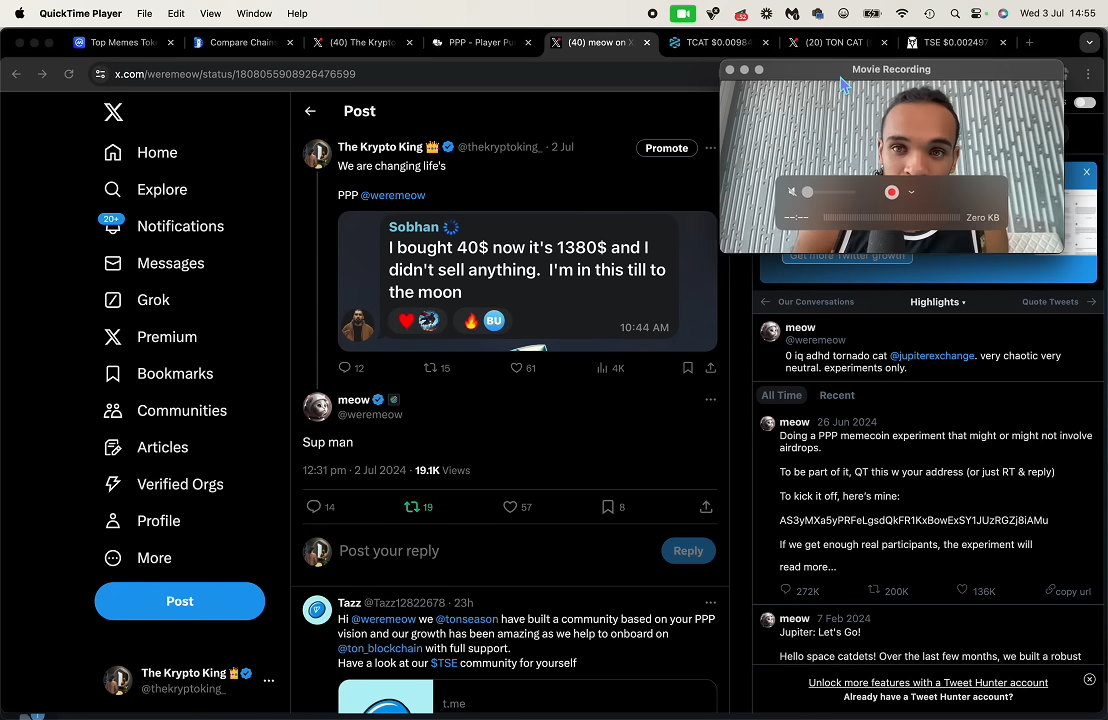 QuickTime Player File Edit View Window Help
52
Wed 3 Jul 14:55
Top Memes Tok
Compare Chain
(40) The Krypto
PPP - Player Pu
(40) meow on X
TCAT $0.00984
(20) TON CAT (
TSE $0.002497
x.com/weremeow/status/1808055908926476599
Movie Recording
--:--
Zero KB
Home
Explore
20+
Notifications
Messages
Grok
Premium
Bookmarks
Communities
Articles
Verified Orgs
Profile
More
Post
The Krypto King
@thekryptoking_
Post
The Krypto King @thekryptoking_ · 2 Jul
Promote
We are changing life's
PPP @weremeow
Sobhan
I bought 40$ now it's 1380$ and I
didn't sell anything. I'm in this till to
the moon
BU
10:44 AM
12 15 61 4K
meow
@weremeow
Sup man
12:31 pm · 2 Jul 2024 · 19.1K Views
14 19 57 8
Post your reply
Reply
Tazz @Tazz12822678 · 23h
Hi @weremeow we @tonseason have built a community based on your PPP
vision and our growth has been amazing as we help to onboard on
@ton_blockchain with full support.
Have a look at our $TSE community for yourself
t.me
Get more Twitter growth
Our Conversations
Highlights
Quote Tweets
meow
@weremeow
0 iq adhd tornado cat @jupiterexchange. very chaotic very
neutral. experiments only.
All Time
Recent
meow 26 Jun 2024
Doing a PPP memecoin experiment that might or might not involve
airdrops.
To be part of it, QT this w your address (or just RT & reply)
To kick it off, here's mine:
AS3yMXa5yPRFeLgsdQkFR1KxBowExSY1JUzRGZj8iAMu
If we get enough real participants, the experiment will
read more...
272K 200K 136K copy url
meow 7 Feb 2024
Jupiter: Let's Go!
Hello space catdets! Over the last few months, we built a robust
Unlock more features with a Tweet Hunter account
Already have a Tweet Hunter account?